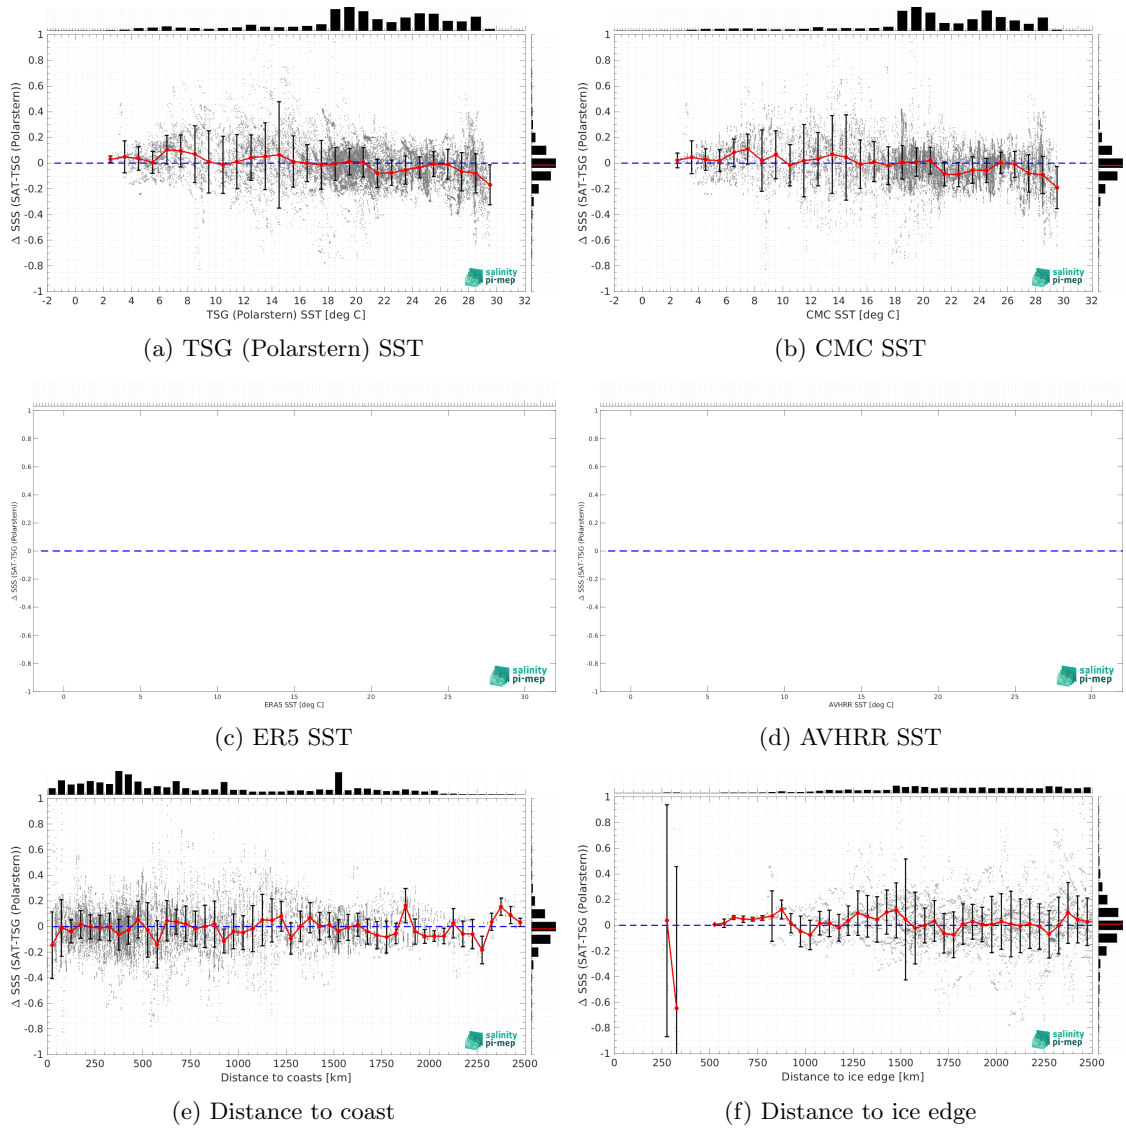 1
0.8
0.6
0.4
0.2
0
-0.2
-0.4
-0.6
-0.8
-1
Δ SSS (SAT-TSG (Polarstern))
salinity
pi-mep
-2 0 2 4 6 8 10 12 14 16 18 20 22 24 26 28 30 32
TSG (Polarstern) SST [deg C]
(a) TSG (Polarstern) SST
1
0.8
0.6
0.4
0.2
0
-0.2
-0.4
-0.6
-0.8
-1
Δ SSS (SAT-TSG (Polarstern))
salinity
pi-mep
-2 0 2 4 6 8 10 12 14 16 18 20 22 24 26 28 30 32
CMC SST [deg C]
(b) CMC SST
1
0.8
0.6
0.4
0.2
0
-0.2
-0.4
-0.6
-0.8
-1
Δ SSS (SAT-TSG (Polarstern))
salinity
pi-mep
0 5 10 15 20 25 30
ERA5 SST [deg C]
(c) ER5 SST
1
0.8
0.6
0.4
0.2
0
-0.2
-0.4
-0.6
-0.8
-1
Δ SSS (SAT-TSG (Polarstern))
salinity
pi-mep
0 5 10 15 20 25 30
AVHRR SST [deg C]
(d) AVHRR SST
1
0.8
0.6
0.4
0.2
0
-0.2
-0.4
-0.6
-0.8
-1
Δ SSS (SAT-TSG (Polarstern))
salinity
pi-mep
0 250 500 750 1000 1250 1500 1750 2000 2250 2500
Distance to coasts [km]
(e) Distance to coast
1
0.8
0.6
0.4
0.2
0
-0.2
-0.4
-0.6
-0.8
-1
Δ SSS (SAT-TSG (Polarstern))
salinity
pi-mep
0 250 500 750 1000 1250 1500 1750 2000 2250 2500
Distance to ice edge [km]
(f) Distance to ice edge